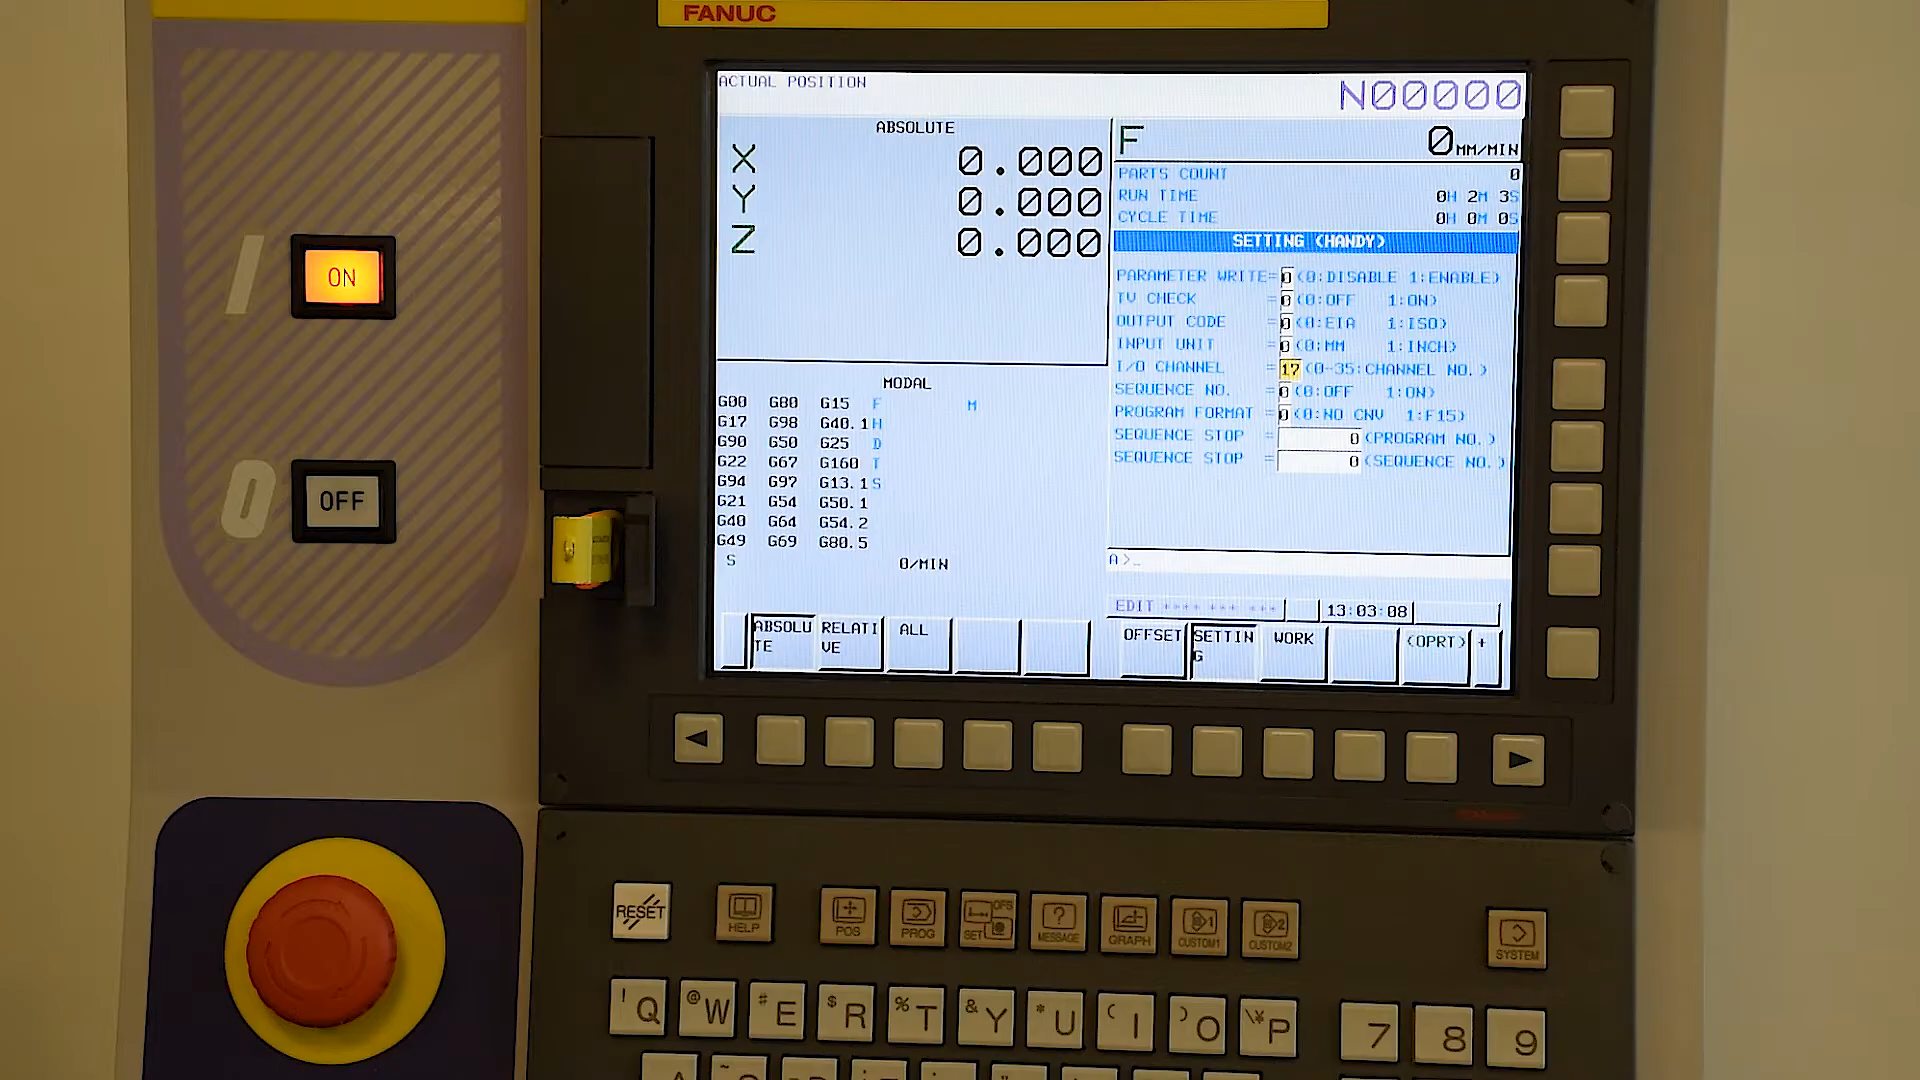 FANUC
ACTUAL POSITION
N00000
ABSOLUTE
X 0.000
Y 0.000
Z 0.000
F 0 MM/MIN
PARTS COUNT 0
RUN TIME 0H 2M 3S
CYCLE TIME 0H 0M 0S
SETTING (HANDY)
PARAMETER WRITE=0(0:DISABLE 1:ENABLE)
TV CHECK =0(0:OFF 1:ON)
OUTPUT CODE =0(0:EIA 1:ISO)
INPUT UNIT =0(0:MM 1:INCH)
I/O CHANNEL =17(0-35:CHANNEL NO.)
SEQUENCE NO. =0(0:OFF 1:ON)
PROGRAM FORMAT =0(0:NO CNV 1:F15)
SEQUENCE STOP = 0(PROGRAM NO.)
SEQUENCE STOP = 0(SEQUENCE NO.)
MODAL
G00 G80 G15 F M
G17 G98 G40.1 H
G90 G50 G25 D
G22 G67 G160 T
G94 G97 G13.1 S
G21 G54 G50.1
G40 G64 G54.2
G49 G69 G80.5
S 0/MIN
A>_
EDIT **** *** *** 13:03:08
ABSOLUTE RELATIVE ALL
OFFSET SETTING WORK (OPRT) +
I ON
O OFF
RESET HELP POS PROG OFS SET MESSAGE GRAPH CUSTOM1 CUSTOM2 SYSTEM
! Q @ W # E $ R % T & Y * U ( I ) O \¥ P 7 8 9